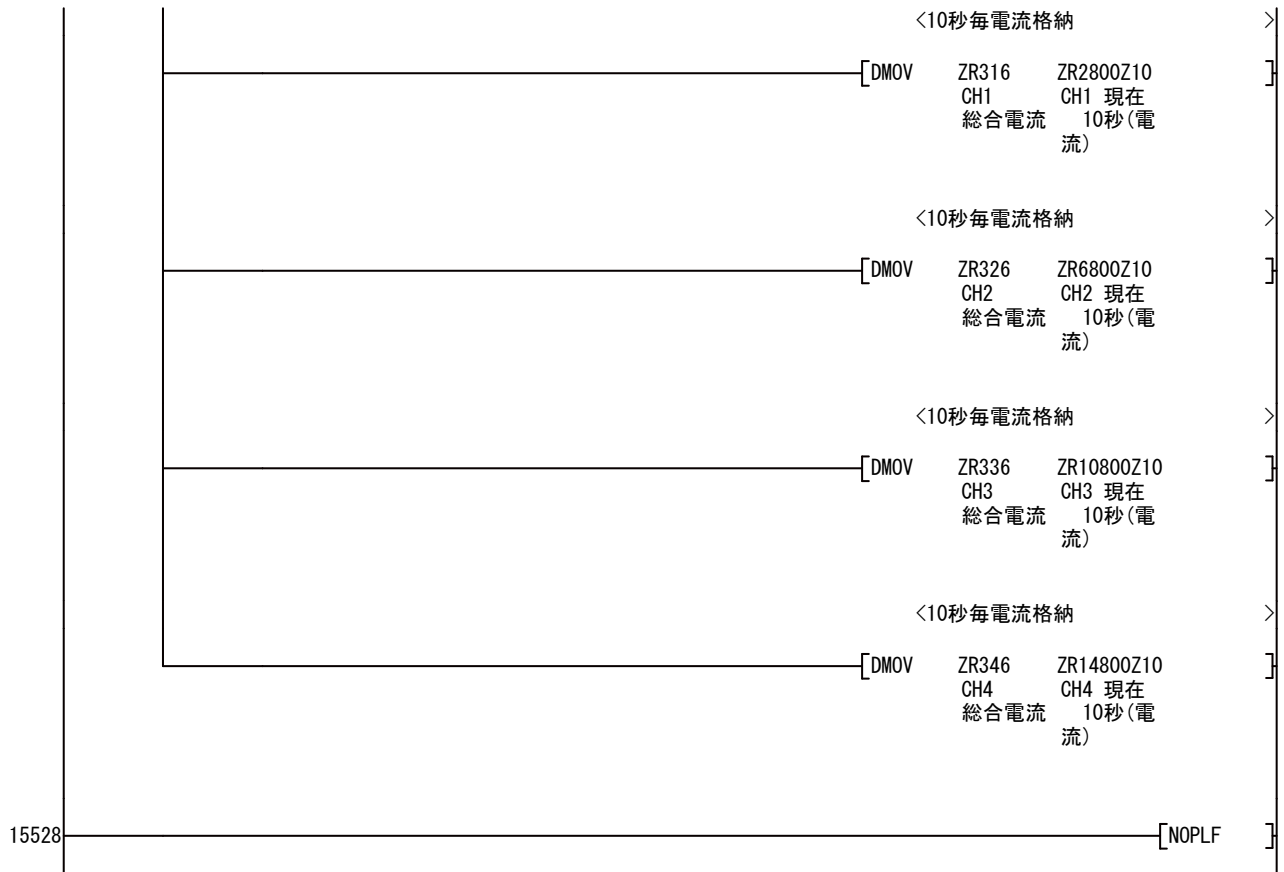 <10秒毎電流格納 >
[DMOV ZR316 ZR2800Z10 ]
CH1 CH1 現在
総合電流 10秒(電
流)
<10秒毎電流格納 >
[DMOV ZR326 ZR6800Z10 ]
CH2 CH2 現在
総合電流 10秒(電
流)
<10秒毎電流格納 >
[DMOV ZR336 ZR10800Z10 ]
CH3 CH3 現在
総合電流 10秒(電
流)
<10秒毎電流格納 >
[DMOV ZR346 ZR14800Z10 ]
CH4 CH4 現在
総合電流 10秒(電
流)
15528 [NOPLF ]